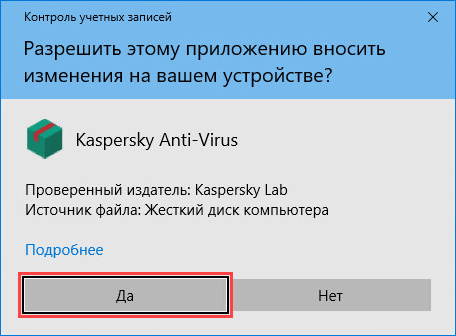 Контроль учетных записей
Разрешить этому приложению вносить
изменения на вашем устройстве?
Kaspersky Anti-Virus
Проверенный издатель: Kaspersky Lab
Источник файла: Жесткий диск компьютера
Подробнее
Да
Нет